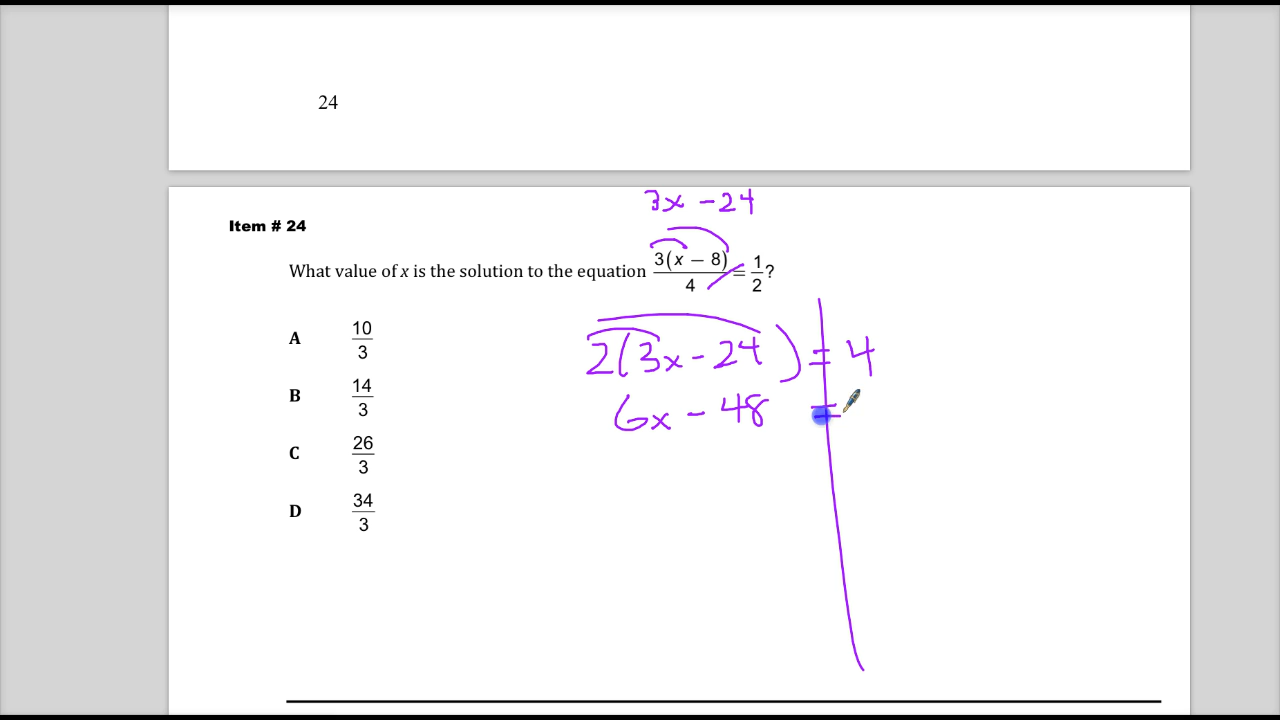 24
3x - 24
Item # 24
What value of x is the solution to the equation 3(x – 8)/4 = 1/2?
A 10/3
B 14/3
C 26/3
D 34/3
2(3x - 24) = 4
6x - 48 =